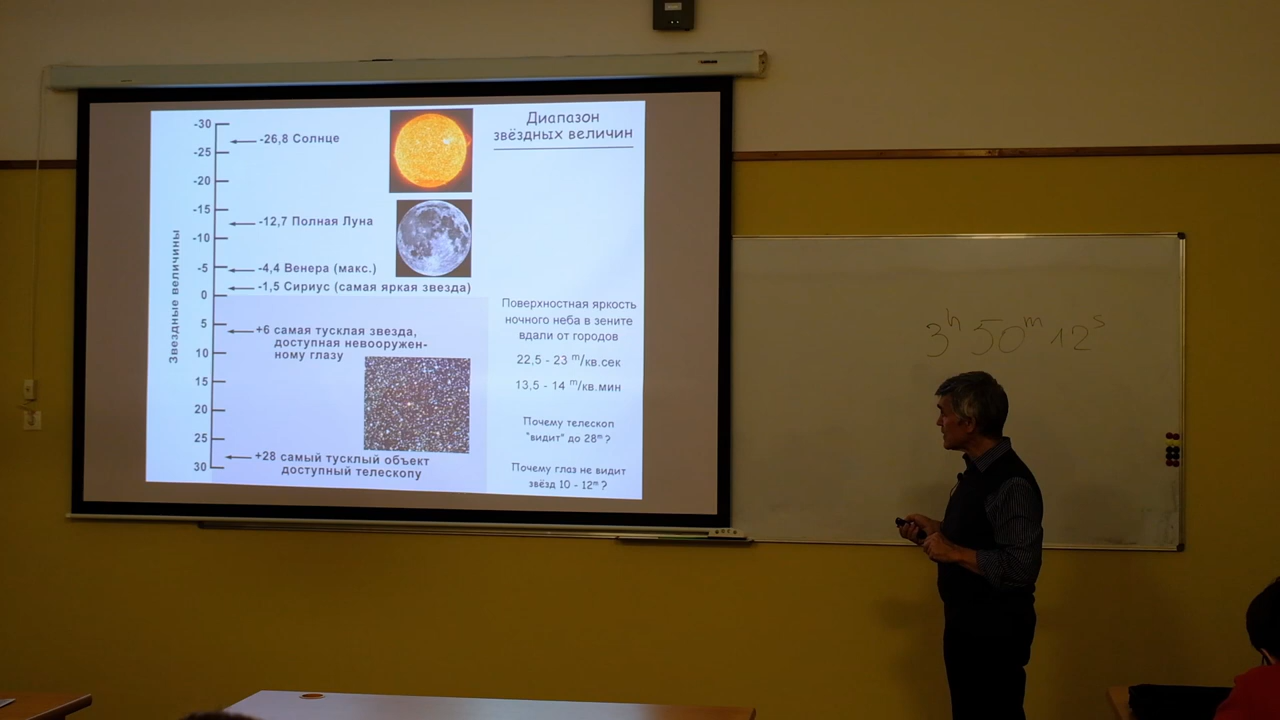 Диапазон
звёздных величин
Звездные величины
-30
-25
-20
-15
-10
-5
0
5
10
15
20
25
30
-26,8 Солнце
-12,7 Полная Луна
-4,4 Венера (макс.)
-1,5 Сириус (самая яркая звезда)
+6 самая тусклая звезда,
доступная невооружен-
ному глазу
+28 самый тусклый объект
доступный телескопу
Поверхностная яркость
ночного неба в зените
вдали от городов
22,5 - 23 ᵐ/кв.сек
13,5 - 14 ᵐ/кв.мин
Почему телескоп
"видит" до 28ᵐ?
Почему глаз не видит
звёзд 10 - 12ᵐ?
3ʰ 50ᵐ 12ˢ